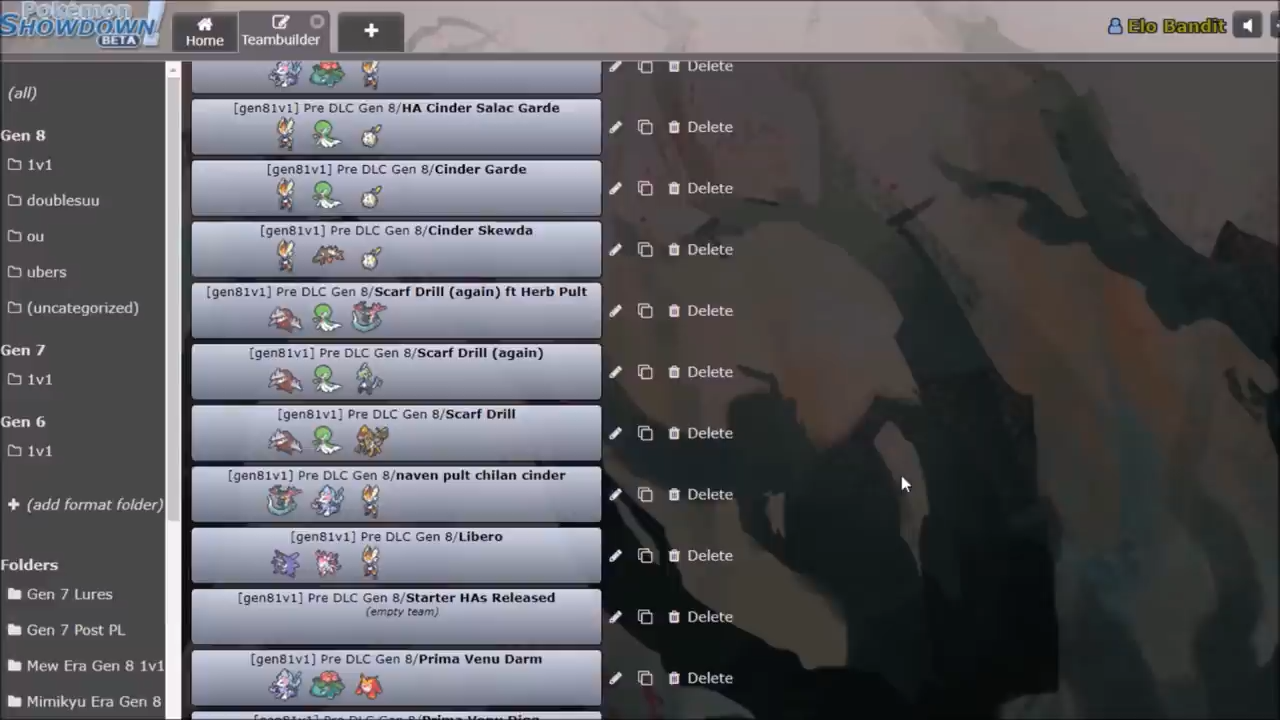 Pokémon
SHOWDOWN!
BETA
Home
Teambuilder
Elo Bandit
(all)
Gen 8
1v1
doublesuu
ou
ubers
(uncategorized)
Gen 7
1v1
Gen 6
1v1
(add format folder)
Folders
Gen 7 Lures
Gen 7 Post PL
Mew Era Gen 8 1v1
Mimikyu Era Gen 8
Delete
[gen81v1] Pre DLC Gen 8/HA Cinder Salac Garde
Delete
[gen81v1] Pre DLC Gen 8/Cinder Garde
Delete
[gen81v1] Pre DLC Gen 8/Cinder Skewda
Delete
[gen81v1] Pre DLC Gen 8/Scarf Drill (again) ft Herb Pult
Delete
[gen81v1] Pre DLC Gen 8/Scarf Drill (again)
Delete
[gen81v1] Pre DLC Gen 8/Scarf Drill
Delete
[gen81v1] Pre DLC Gen 8/naven pult chilan cinder
Delete
[gen81v1] Pre DLC Gen 8/Libero
Delete
[gen81v1] Pre DLC Gen 8/Starter HAs Released
(empty team)
Delete
[gen81v1] Pre DLC Gen 8/Prima Venu Darm
Delete